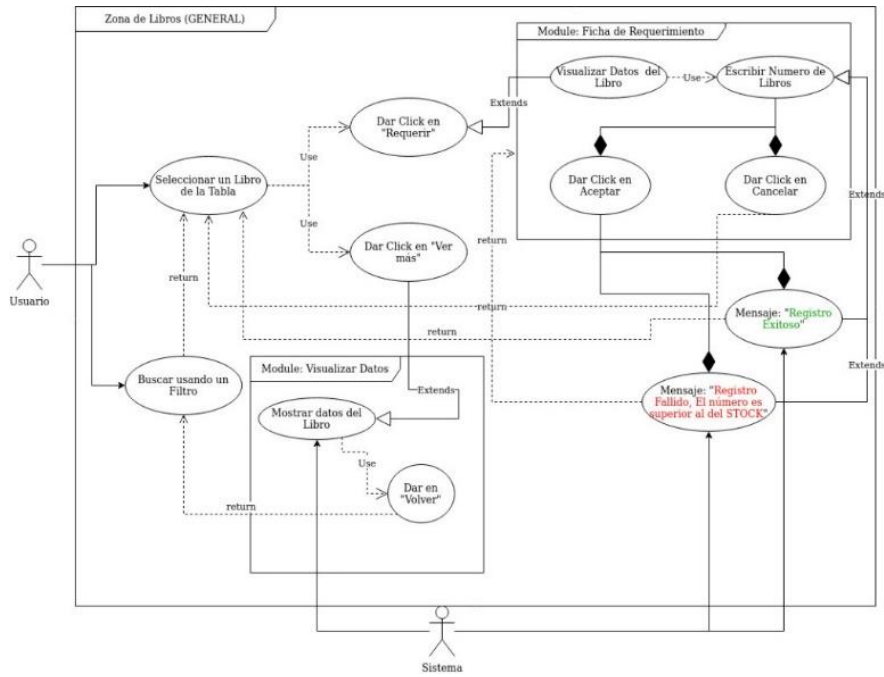 Zona de Libros (GENERAL)
Module: Ficha de Requerimiento
Visualizar Datos del
Libro
Use
Escribir Numero de
Libros
Extends
Dar Click en
"Requerir"
Use
Seleccionar un Libro
de la Tabla
Dar Click en
Aceptar
Dar Click en
Cancelar
Extends
Use
Dar Click en "Ver
más"
return
Usuario
return
return
Mensaje: "Registro
Exitoso"
return
Buscar usando un
Filtro
Module: Visualizar Datos
Extends
Extends
Mensaje: "Registro
Fallido, El número es
superior al del STOCK"
Mostrar datos del
Libro
Use
Dar en
"Volver"
return
Sistema